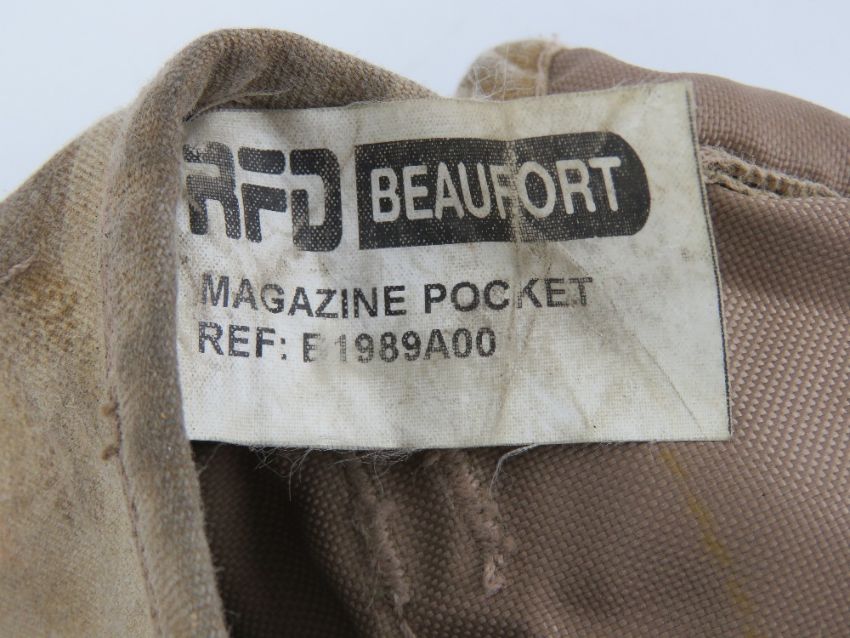 RFD BEAUFORT
MAGAZINE POCKET
REF: B1989A00